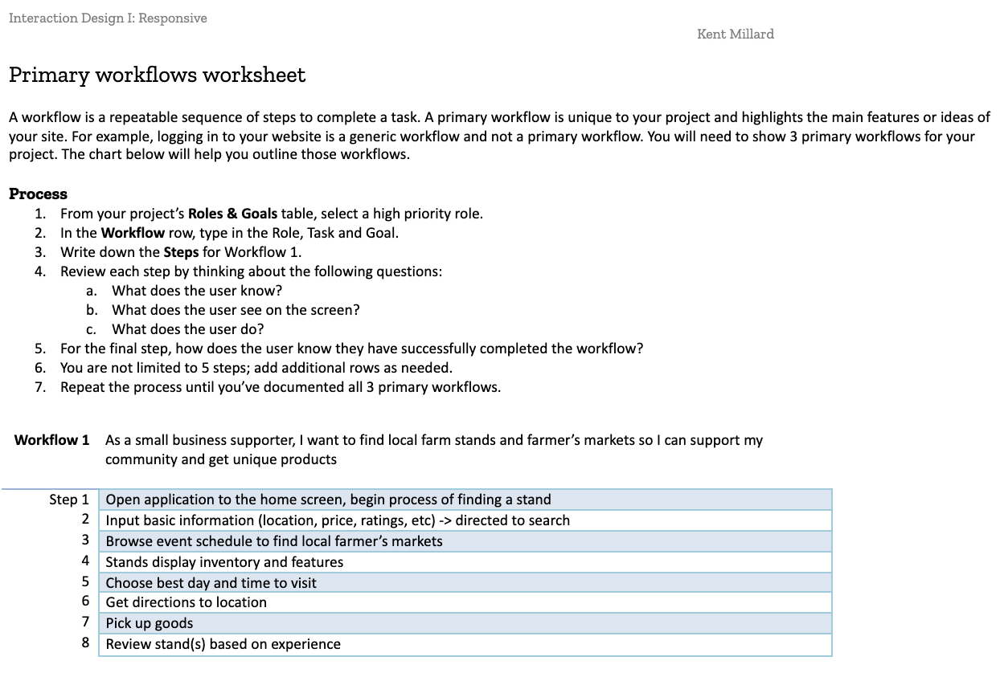 Interaction Design I: Responsive
Kent Millard
Primary workflows worksheet
A workflow is a repeatable sequence of steps to complete a task. A primary workflow is unique to your project and highlights the main features or ideas of
your site. For example, logging in to your website is a generic workflow and not a primary workflow. You will need to show 3 primary workflows for your
project. The chart below will help you outline those workflows.
Process
1. From your project’s Roles & Goals table, select a high priority role.
2. In the Workflow row, type in the Role, Task and Goal.
3. Write down the Steps for Workflow 1.
4. Review each step by thinking about the following questions:
a. What does the user know?
b. What does the user see on the screen?
c. What does the user do?
5. For the final step, how does the user know they have successfully completed the workflow?
6. You are not limited to 5 steps; add additional rows as needed.
7. Repeat the process until you’ve documented all 3 primary workflows.
Workflow 1 As a small business supporter, I want to find local farm stands and farmer’s markets so I can support my
community and get unique products
Step 1 Open application to the home screen, begin process of finding a stand
2 Input basic information (location, price, ratings, etc) -> directed to search
3 Browse event schedule to find local farmer’s markets
4 Stands display inventory and features
5 Choose best day and time to visit
6 Get directions to location
7 Pick up goods
8 Review stand(s) based on experience